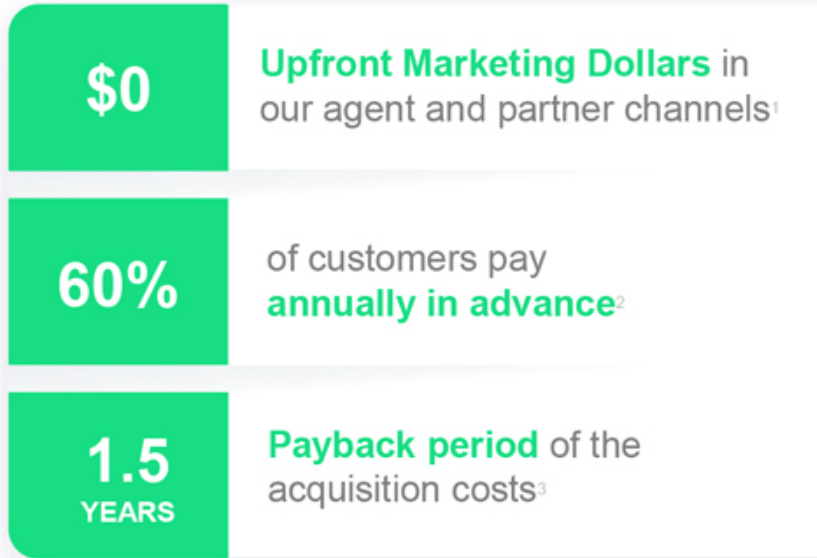 $0
Upfront Marketing Dollars in
our agent and partner channels¹
60%
of customers pay
annually in advance²
1.5
YEARS
Payback period of the
acquisition costs³